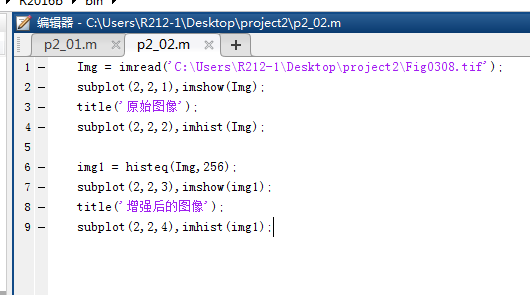 R2016b ▸ bin ▸
编辑器 - C:\Users\R212-1\Desktop\project2\p2_02.m
p2_01.m × p2_02.m × +
1 – Img = imread('C:\Users\R212-1\Desktop\project2\Fig0308.tif');
2 – subplot(2,2,1),imshow(Img);
3 – title('原始图像');
4 – subplot(2,2,2),imhist(Img);
5
6 – img1 = histeq(Img,256);
7 – subplot(2,2,3),imshow(img1);
8 – title('增强后的图像');
9 – subplot(2,2,4),imhist(img1);